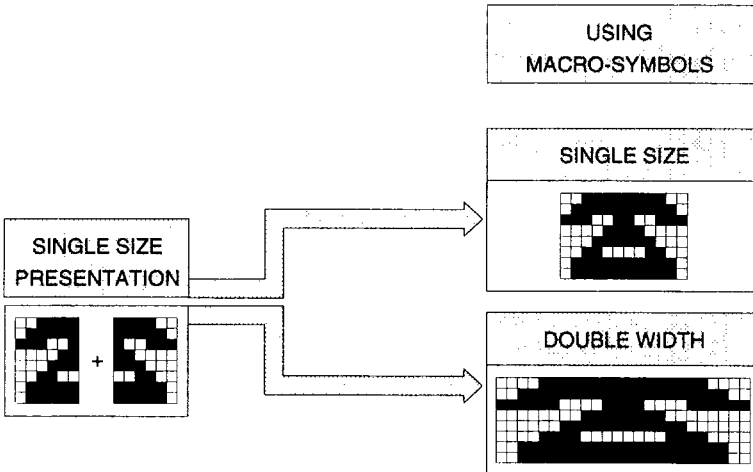 USING
MACRO-SYMBOLS
SINGLE SIZE
SINGLE SIZE
PRESENTATION
+
DOUBLE WIDTH